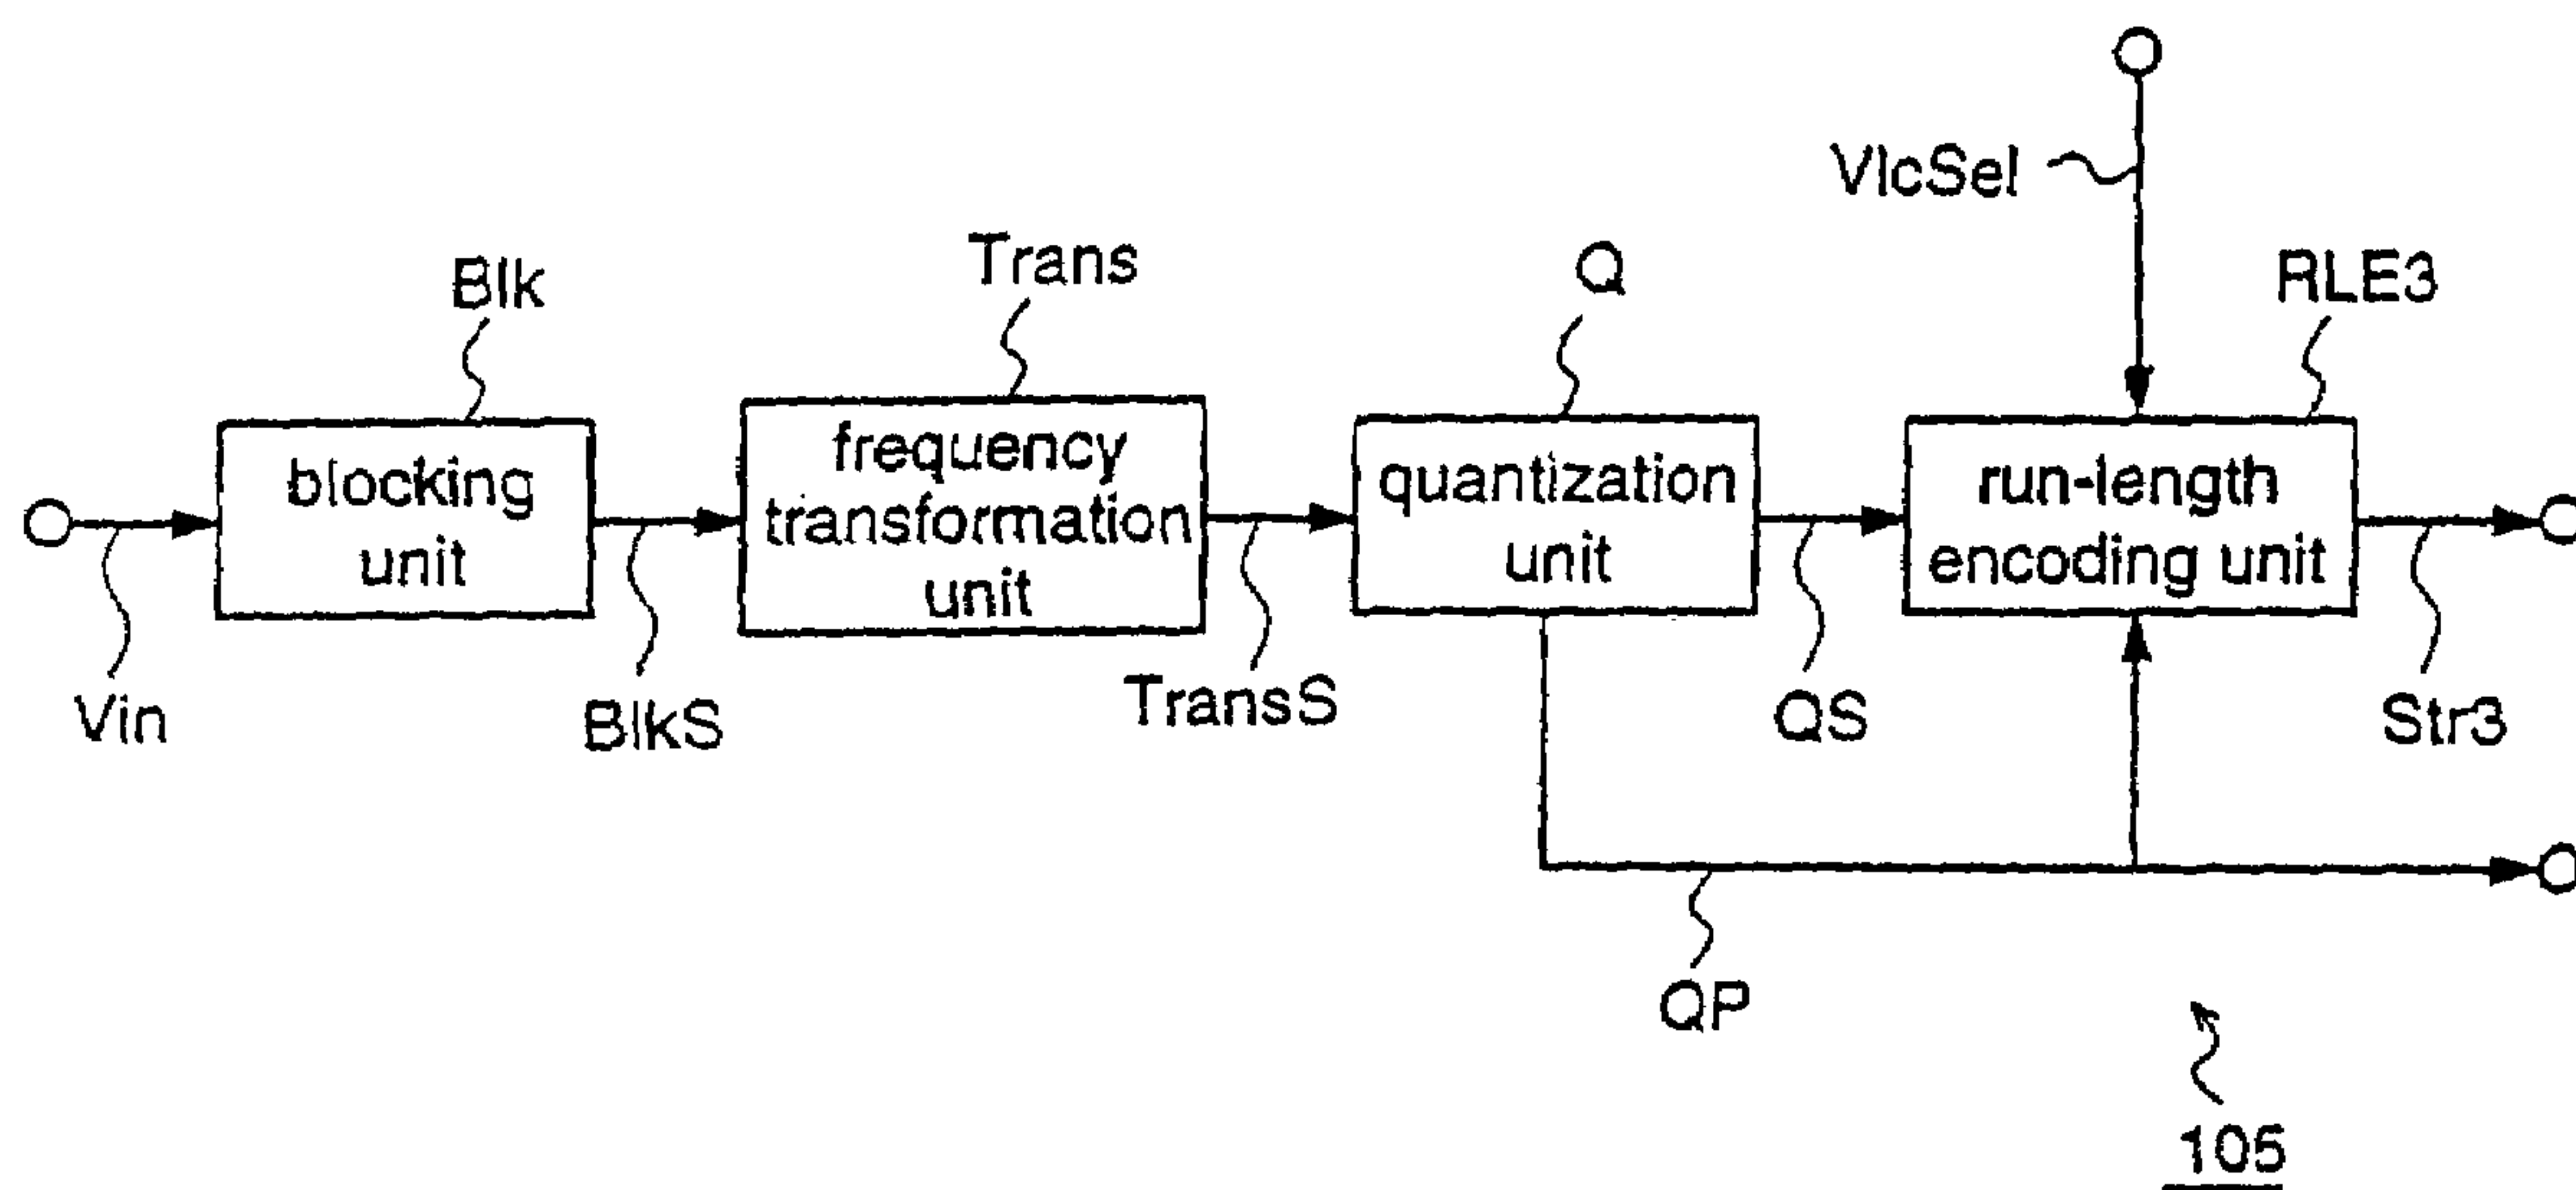 VlcSel
Blk
Trans
Q
RLE3
blocking
unit
frequency
transformation
unit
quantization
unit
run-length
encoding unit
Vin
BlkS
TransS
QS
Str3
QP
105